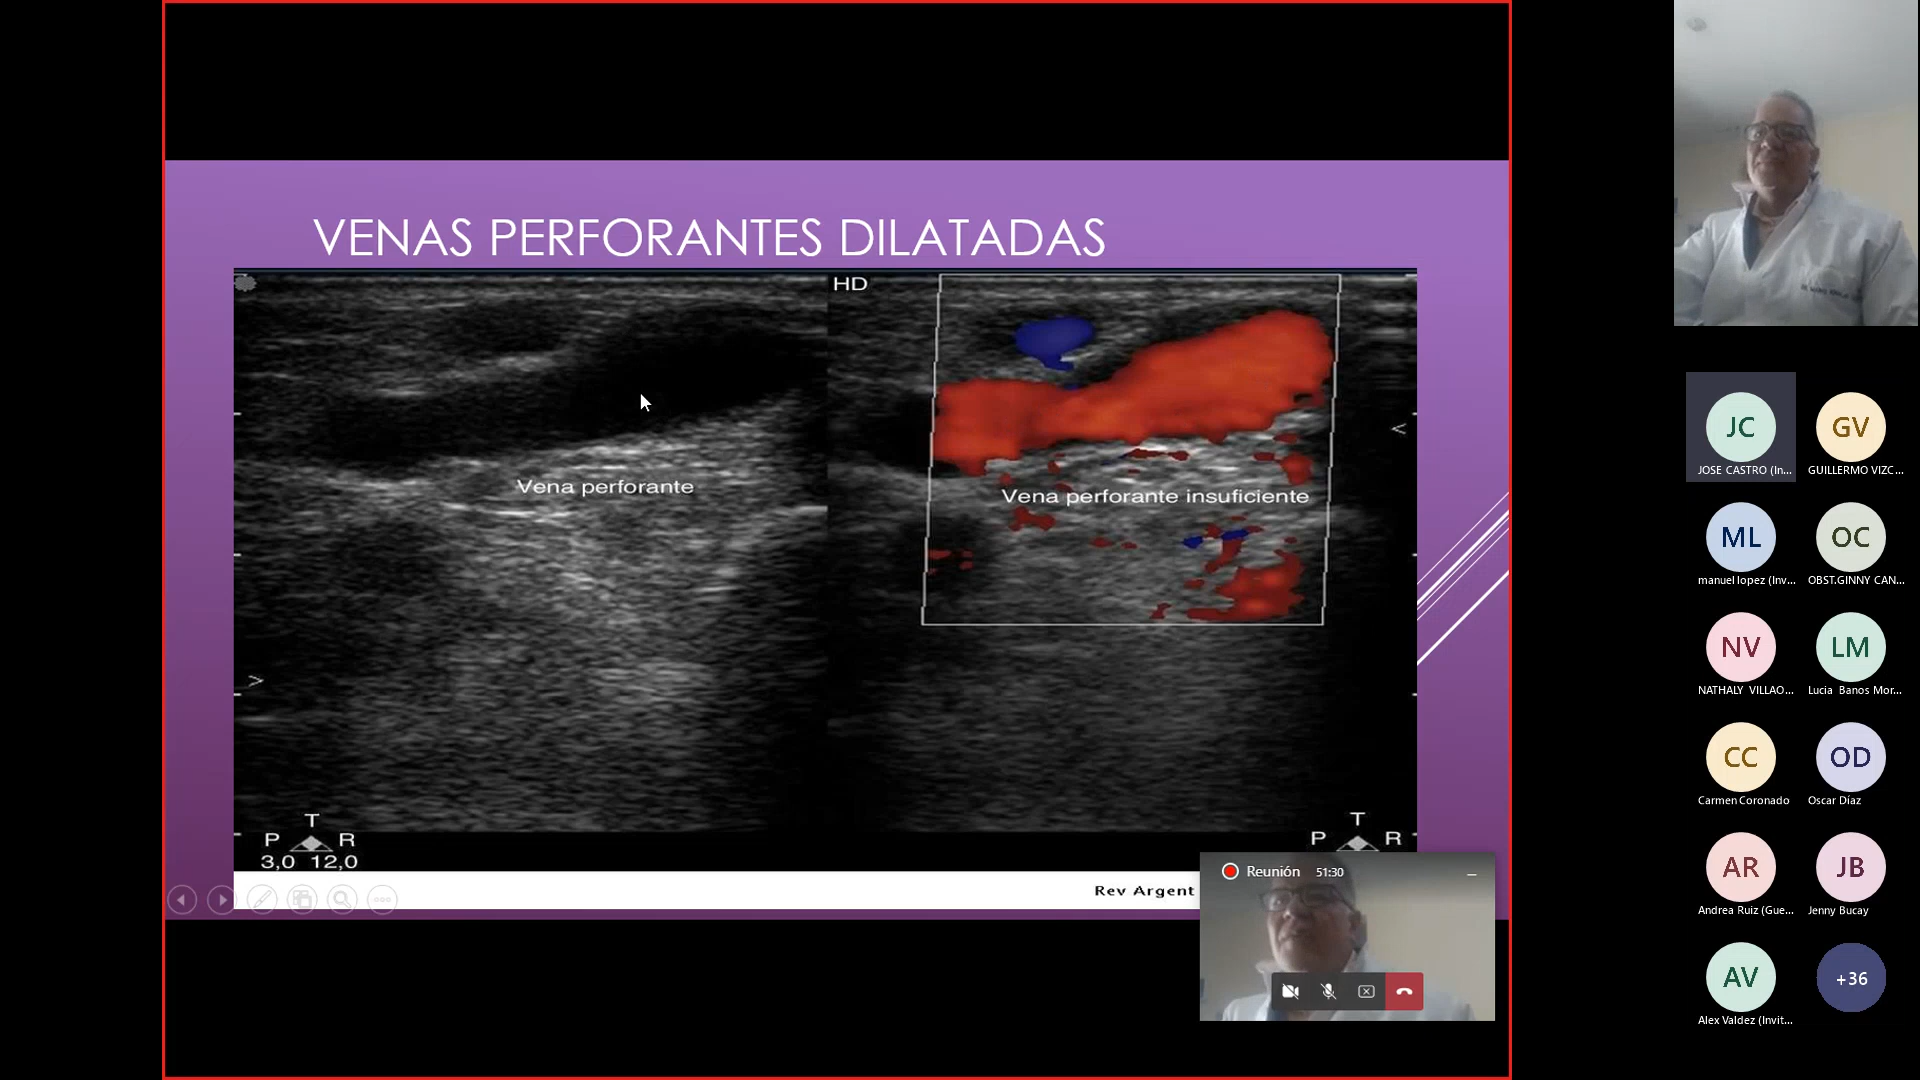 VENAS PERFORANTES DILATADAS
HD
Vena perforante
Vena perforante insuficiente
T
P R
3,0 12,0
T
P R
Rev Argent
Reunión 51:30
JC
JOSE CASTRO (In...
GV
GUILLERMO VIZC...
ML
manuel lopez (Inv...
OC
OBST.GINNY CAN...
NV
NATHALY VILLAO...
LM
Lucia Banos Mor...
CC
Carmen Coronado
OD
Oscar Díaz
AR
Andrea Ruiz (Gue...
JB
Jenny Bucay
AV
Alex Valdez (Invit...
+36